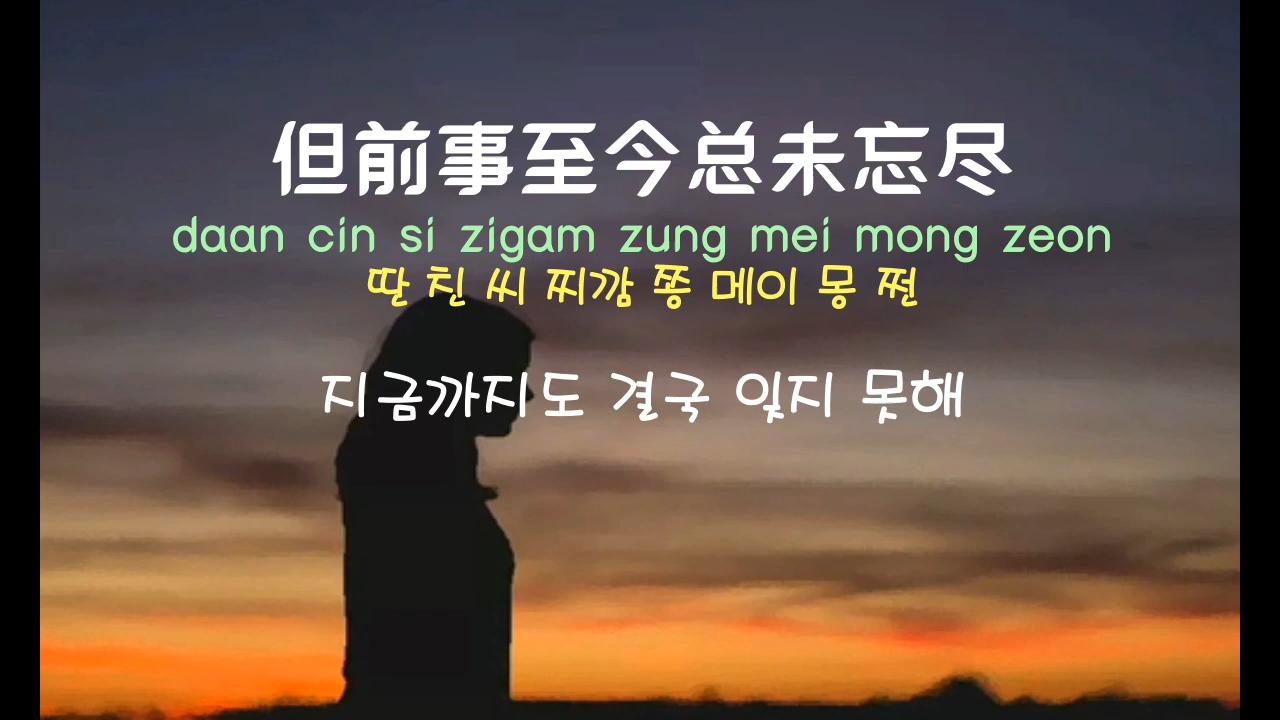 但前事至今总未忘尽
daan cin si zigam zung mei mong zeon
딴 친 씨 찌깜 쫑 메이 몽 쩐
지금까지도 결국 잊지 못해